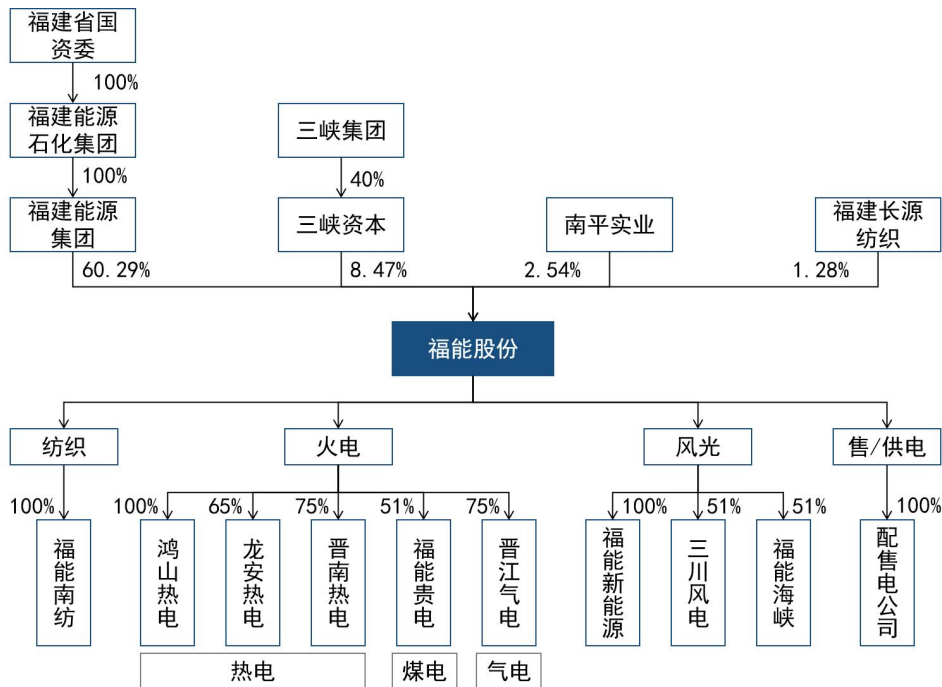 福建省国
资委
100%
福建能源
石化集团
三峡集团
100%
40%
福建能源
集团
三峡资本
南平实业
福建长源
纺织
60.29%
8.47%
2.54%
1.28%
福能股份
纺织
火电
风光
售/供电
100%
100%
65%
75%
51%
75%
100%
51%
51%
100%
福能南纺
鸿山热电
龙安热电
晋南热电
福能贵电
晋江气电
福能新能源
三川风电
福能海峡
配售电公司
热电
煤电
气电